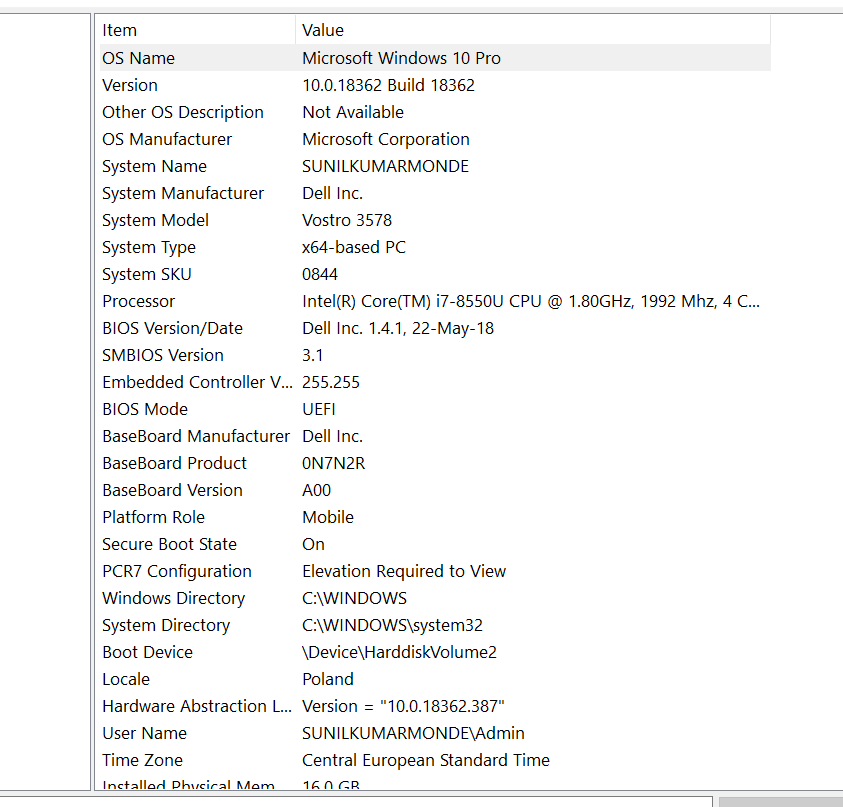 Item Value
OS Name Microsoft Windows 10 Pro
Version 10.0.18362 Build 18362
Other OS Description Not Available
OS Manufacturer Microsoft Corporation
System Name SUNILKUMARMONDE
System Manufacturer Dell Inc.
System Model Vostro 3578
System Type x64-based PC
System SKU 0844
Processor Intel(R) Core(TM) i7-8550U CPU @ 1.80GHz, 1992 Mhz, 4 C...
BIOS Version/Date Dell Inc. 1.4.1, 22-May-18
SMBIOS Version 3.1
Embedded Controller V... 255.255
BIOS Mode UEFI
BaseBoard Manufacturer Dell Inc.
BaseBoard Product 0N7N2R
BaseBoard Version A00
Platform Role Mobile
Secure Boot State On
PCR7 Configuration Elevation Required to View
Windows Directory C:\WINDOWS
System Directory C:\WINDOWS\system32
Boot Device \Device\HarddiskVolume2
Locale Poland
Hardware Abstraction L... Version = "10.0.18362.387"
User Name SUNILKUMARMONDE\Admin
Time Zone Central European Standard Time
Installed Physical Mem... 16.0 GB